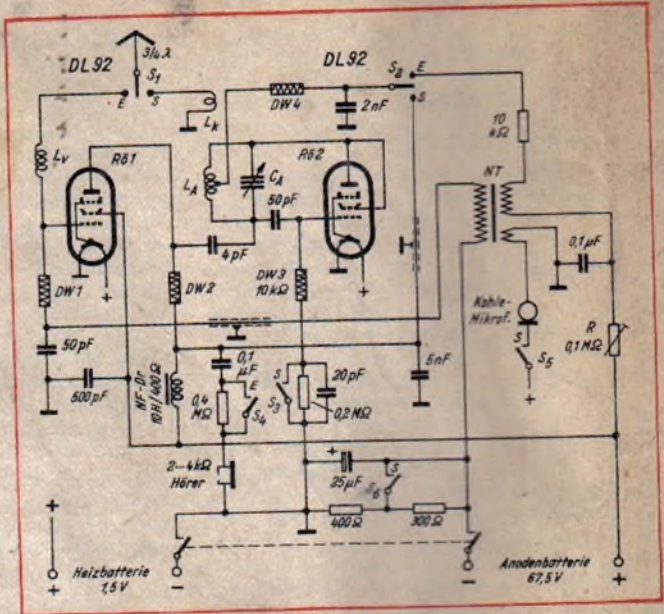 3/4 λ
DL92
DL92
S₁
E
S
S₂
E
S
DW4
2nF
Lₖ
10
kΩ
Lᵥ
Rö1
L_A
C_A
Rö2
NT
50pF
4pF
0,1µF
DW1
DW2
DW3
10kΩ
+
+
Kohle-
Mikrof.
R
0,1MΩ
S
S₅
+
50pF
500pF
NF-Dr
10H/400Ω
0,1
µF
0,4
MΩ
E
S₄
S
S₃
20pF
0,2MΩ
5nF
2--4kΩ
Hörer
+
25µF
S
S₆
400Ω
300Ω
+
+
Heizbatterie
1,5V
−
−
Anodenbatterie
67,5V
+
+